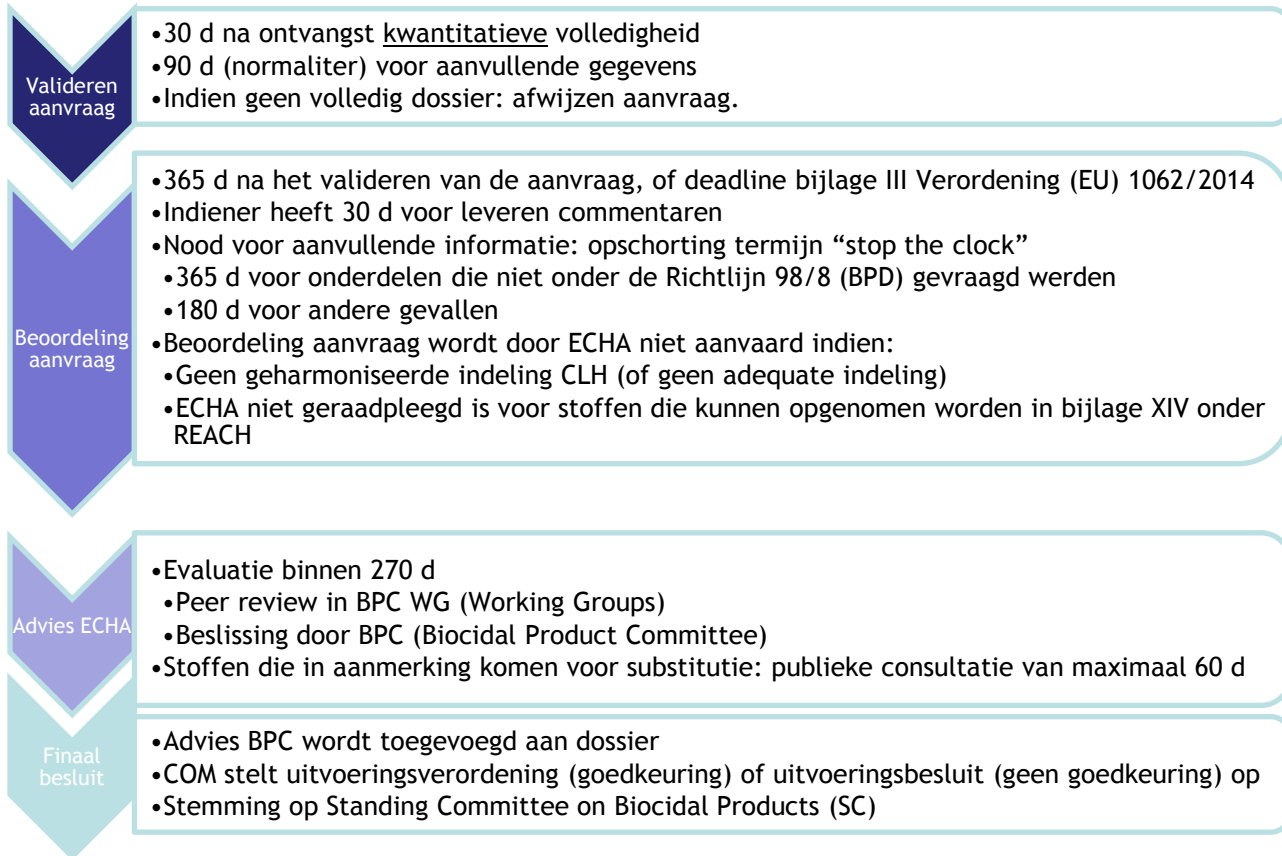 Valideren
aanvraag
•30 d na ontvangst kwantitatieve volledigheid
•90 d (normaliter) voor aanvullende gegevens
•Indien geen volledig dossier: afwijzen aanvraag.
Beoordeling
aanvraag
•365 d na het valideren van de aanvraag, of deadline bijlage III Verordening (EU) 1062/2014
•Indiener heeft 30 d voor leveren commentaren
•Nood voor aanvullende informatie: opschorting termijn “stop the clock”
•365 d voor onderdelen die niet onder de Richtlijn 98/8 (BPD) gevraagd werden
•180 d voor andere gevallen
•Beoordeling aanvraag wordt door ECHA niet aanvaard indien:
•Geen geharmoniseerde indeling CLH (of geen adequate indeling)
•ECHA niet geraadpleegd is voor stoffen die kunnen opgenomen worden in bijlage XIV onder
REACH
Advies ECHA
•Evaluatie binnen 270 d
•Peer review in BPC WG (Working Groups)
•Beslissing door BPC (Biocidal Product Committee)
•Stoffen die in aanmerking komen voor substitutie: publieke consultatie van maximaal 60 d
Finaal
besluit
•Advies BPC wordt toegevoegd aan dossier
•COM stelt uitvoeringsverordening (goedkeuring) of uitvoeringsbesluit (geen goedkeuring) op
•Stemming op Standing Committee on Biocidal Products (SC)